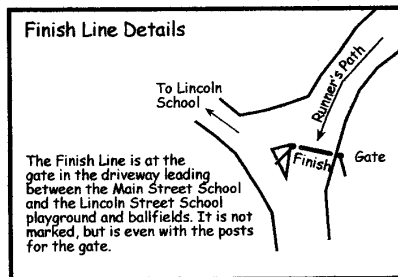 Finish Line Details
Runner's Path
To Lincoln
School
Finish
Gate
The Finish Line is at the
gate in the driveway leading
between the Main Street School
and the Lincoln Street School
playground and ballfields. It is not
marked, but is even with the posts
for the gate.